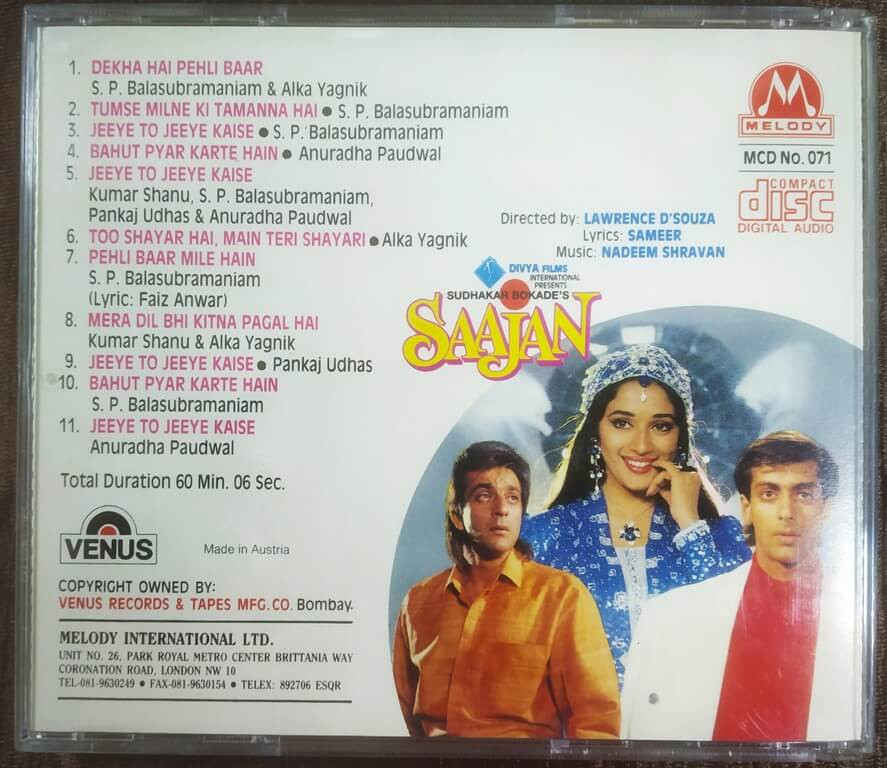 1. DEKHA HAI PEHLI BAAR
S. P. Balasubramaniam & Alka Yagnik
2. TUMSE MILNE KI TAMANNA HAI ● S. P. Balasubramaniam
3. JEEYE TO JEEYE KAISE ● S. P. Balasubramaniam
4. BAHUT PYAR KARTE HAIN ● Anuradha Paudwal
5. JEEYE TO JEEYE KAISE
Kumar Shanu, S. P. Balasubramaniam,
Pankaj Udhas & Anuradha Paudwal
6. TOO SHAYAR HAI, MAIN TERI SHAYARI ● Alka Yagnik
7. PEHLI BAAR MILE HAIN
S. P. Balasubramaniam
(Lyric: Faiz Anwar)
8. MERA DIL BHI KITNA PAGAL HAI
Kumar Shanu & Alka Yagnik
9. JEEYE TO JEEYE KAISE ● Pankaj Udhas
10. BAHUT PYAR KARTE HAIN
S. P. Balasubramaniam
11. JEEYE TO JEEYE KAISE
Anuradha Paudwal
Total Duration 60 Min. 06 Sec.
VENUS
Made in Austria
COPYRIGHT OWNED BY:
VENUS RECORDS & TAPES MFG.CO. Bombay.
MELODY INTERNATIONAL LTD.
UNIT NO. 26, PARK ROYAL METRO CENTER BRITTANIA WAY
CORONATION ROAD, LONDON NW 10
TEL-081-9630249 ● FAX-081-9630154 ● TELEX: 892706 ESQR
MELODY
MCD No. 071
COMPACT
disc
DIGITAL AUDIO
Directed by: LAWRENCE D'SOUZA
Lyrics: SAMEER
Music: NADEEM SHRAVAN
DIVYA FILMS
INTERNATIONAL
PRESENTS
SUDHAKAR BOKADE'S
SAAJAN